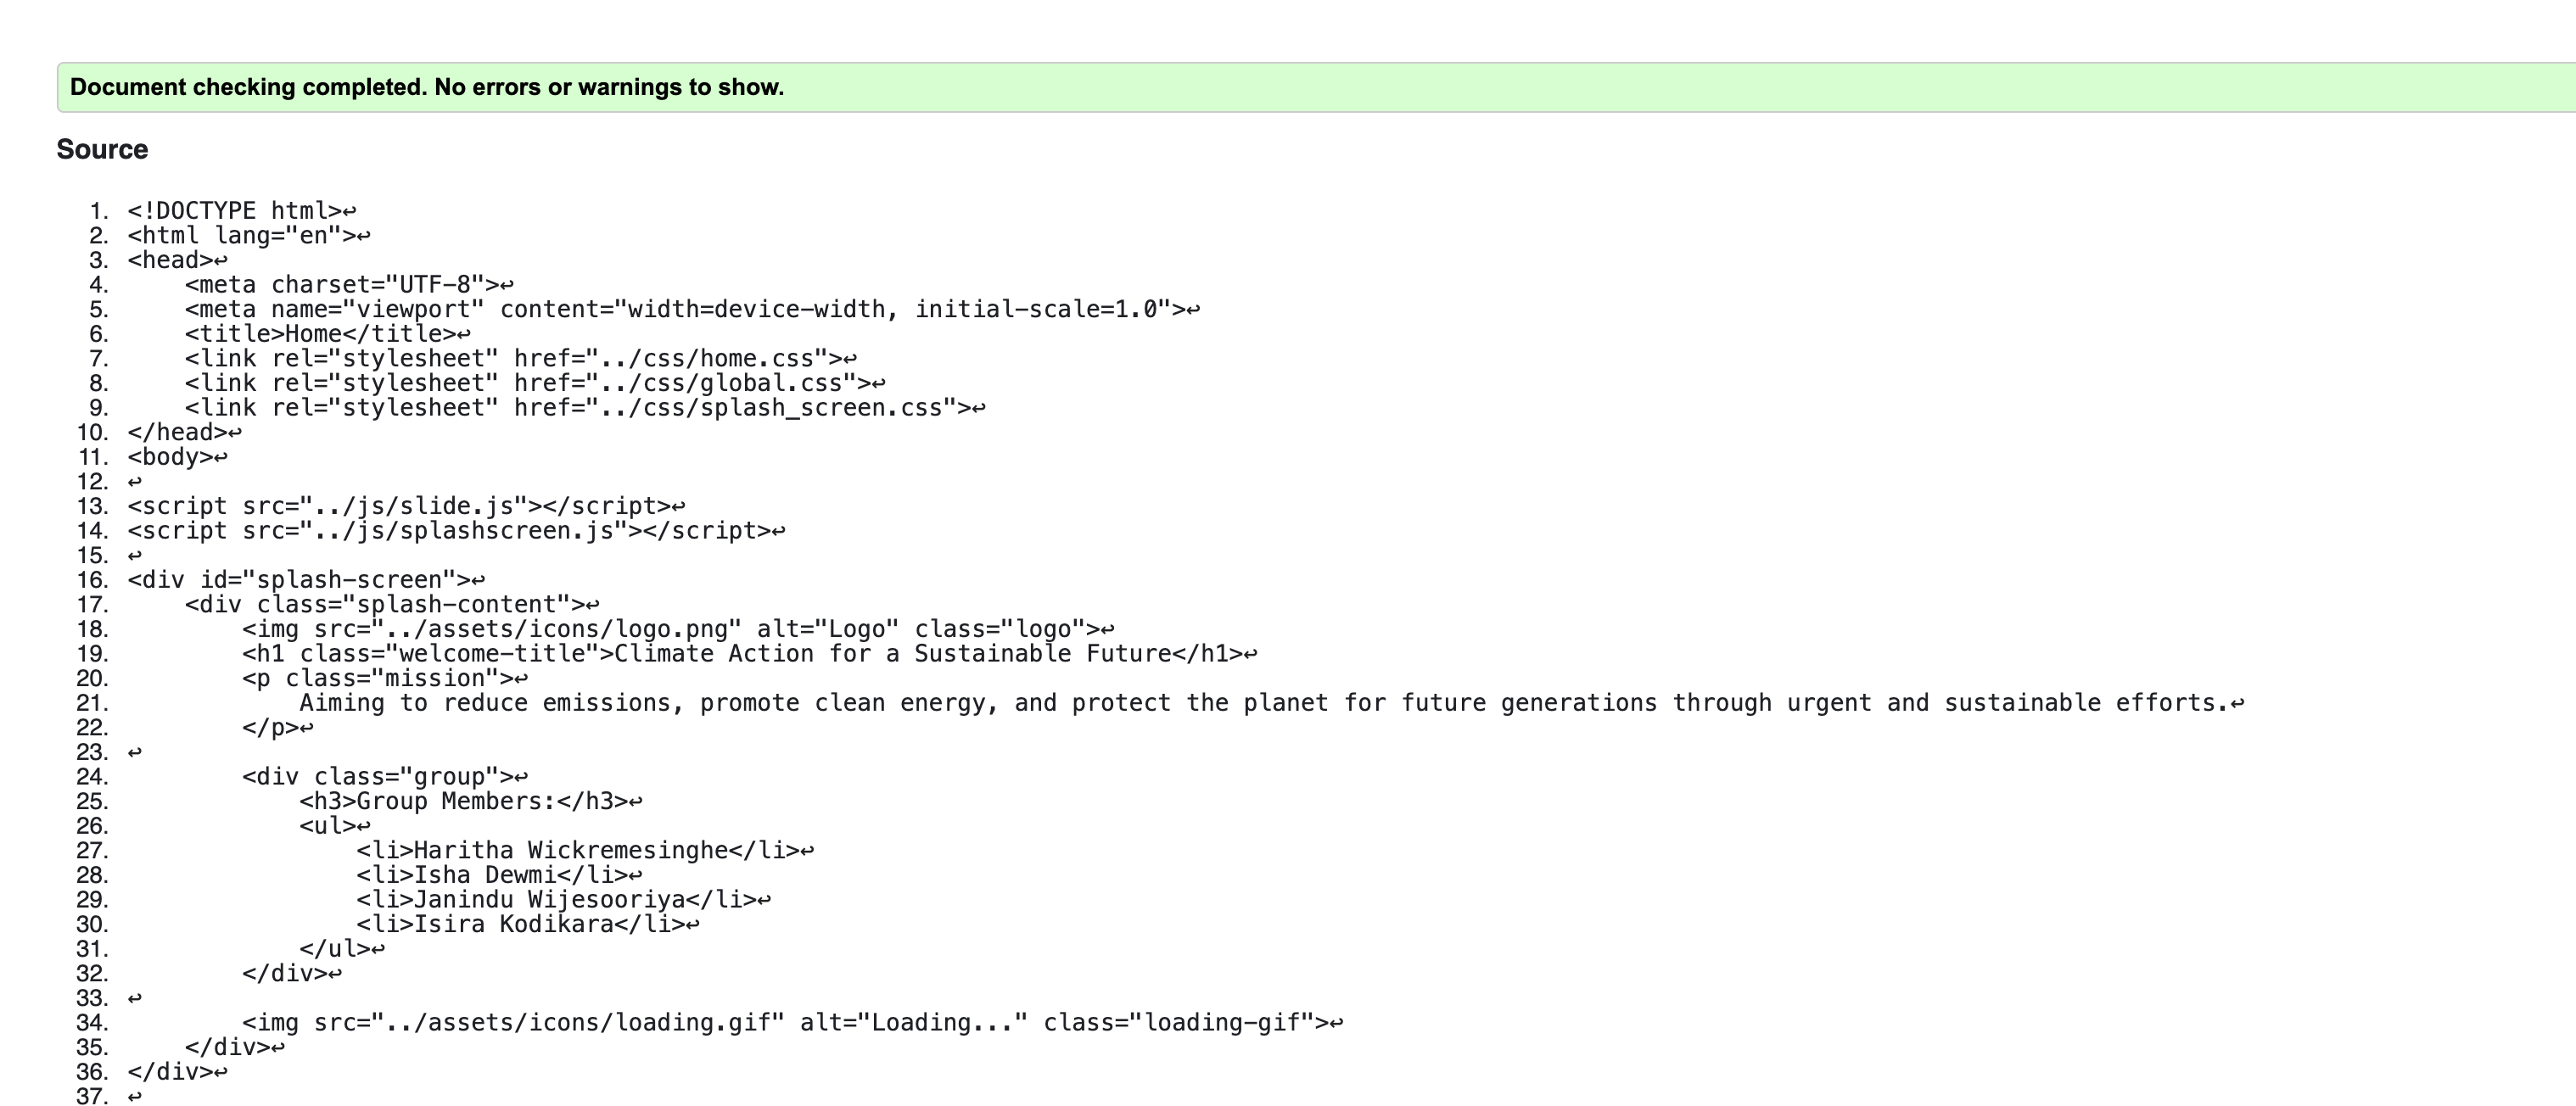 Document checking completed. No errors or warnings to show.
Source
1. <!DOCTYPE html>↩
2. <html lang="en">↩
3. <head>↩
4.     <meta charset="UTF-8">↩
5.     <meta name="viewport" content="width=device-width, initial-scale=1.0">↩
6.     <title>Home</title>↩
7.     <link rel="stylesheet" href="../css/home.css">↩
8.     <link rel="stylesheet" href="../css/global.css">↩
9.     <link rel="stylesheet" href="../css/splash_screen.css">↩
10. </head>↩
11. <body>↩
12. ↩
13. <script src="../js/slide.js"></script>↩
14. <script src="../js/splashscreen.js"></script>↩
15. ↩
16. <div id="splash-screen">↩
17.     <div class="splash-content">↩
18.         <img src="../assets/icons/logo.png" alt="Logo" class="logo">↩
19.         <h1 class="welcome-title">Climate Action for a Sustainable Future</h1>↩
20.         <p class="mission">↩
21.             Aiming to reduce emissions, promote clean energy, and protect the planet for future generations through urgent and sustainable efforts.↩
22.         </p>↩
23. ↩
24.         <div class="group">↩
25.             <h3>Group Members:</h3>↩
26.             <ul>↩
27.                 <li>Haritha Wickremesinghe</li>↩
28.                 <li>Isha Dewmi</li>↩
29.                 <li>Janindu Wijesooriya</li>↩
30.                 <li>Isira Kodikara</li>↩
31.             </ul>↩
32.         </div>↩
33. ↩
34.         <img src="../assets/icons/loading.gif" alt="Loading..." class="loading-gif">↩
35.     </div>↩
36. </div>↩
37. ↩